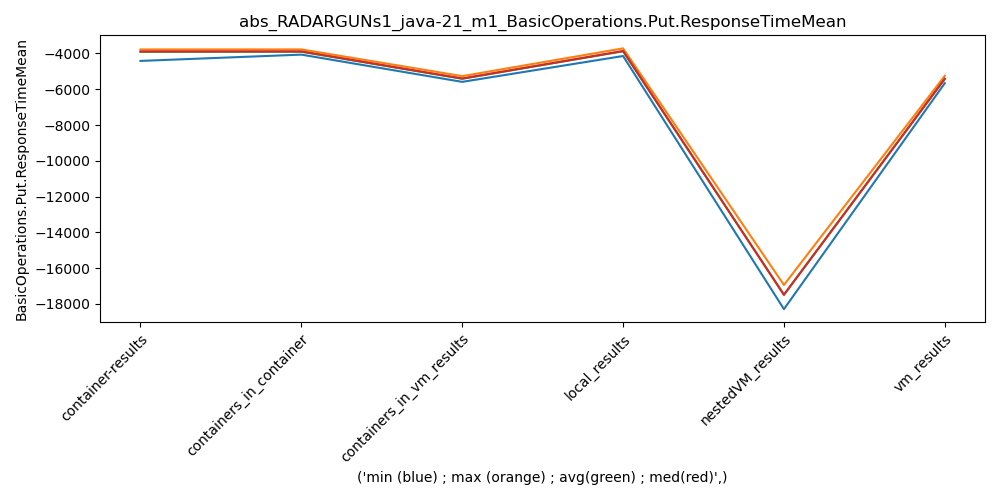 abs_RADARGUNs1_java-21_m1_BasicOperations.Put.ResponseTimeMean
BasicOperations.Put.ResponseTimeMean
−4000
−6000
−8000
−10000
−12000
−14000
−16000
−18000
container-results
containers_in_container
containers_in_vm_results
local_results
nestedVM_results
vm_results
('min (blue) ; max (orange) ; avg(green) ; med(red)',)